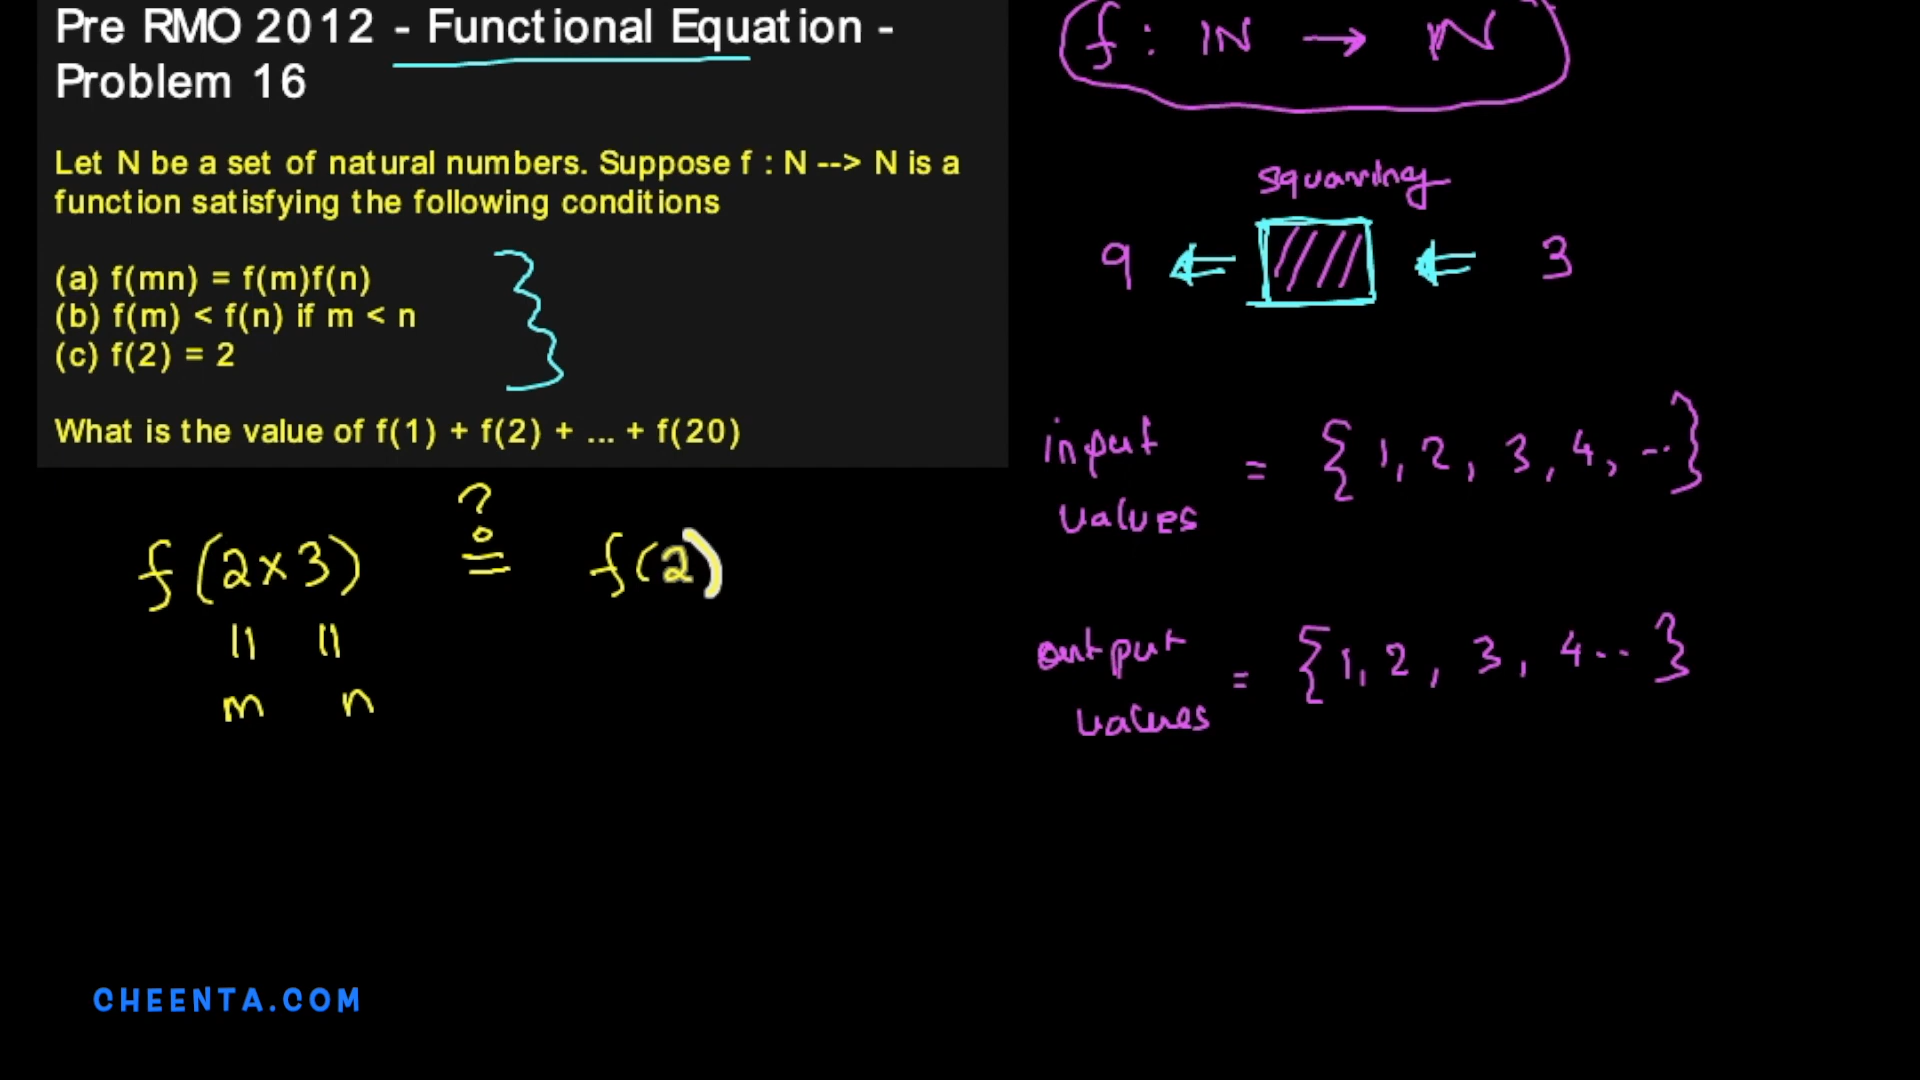 Pre RMO 2012 - Functional Equation -
Problem 16
Let N be a set of natural numbers. Suppose f : N --> N is a
function satisfying the following conditions
(a) f(mn) = f(m)f(n)
(b) f(m) < f(n) if m < n
(c) f(2) = 2
What is the value of f(1) + f(2) + ... + f(20)
f(2×3) ≟ f(2)
|| ||
m n
f : IN → IN
squaring
9 ⇐ ⇐ 3
input
values = {1, 2, 3, 4, ...}
output
values = {1, 2, 3, 4 .. }
CHEENTA.COM